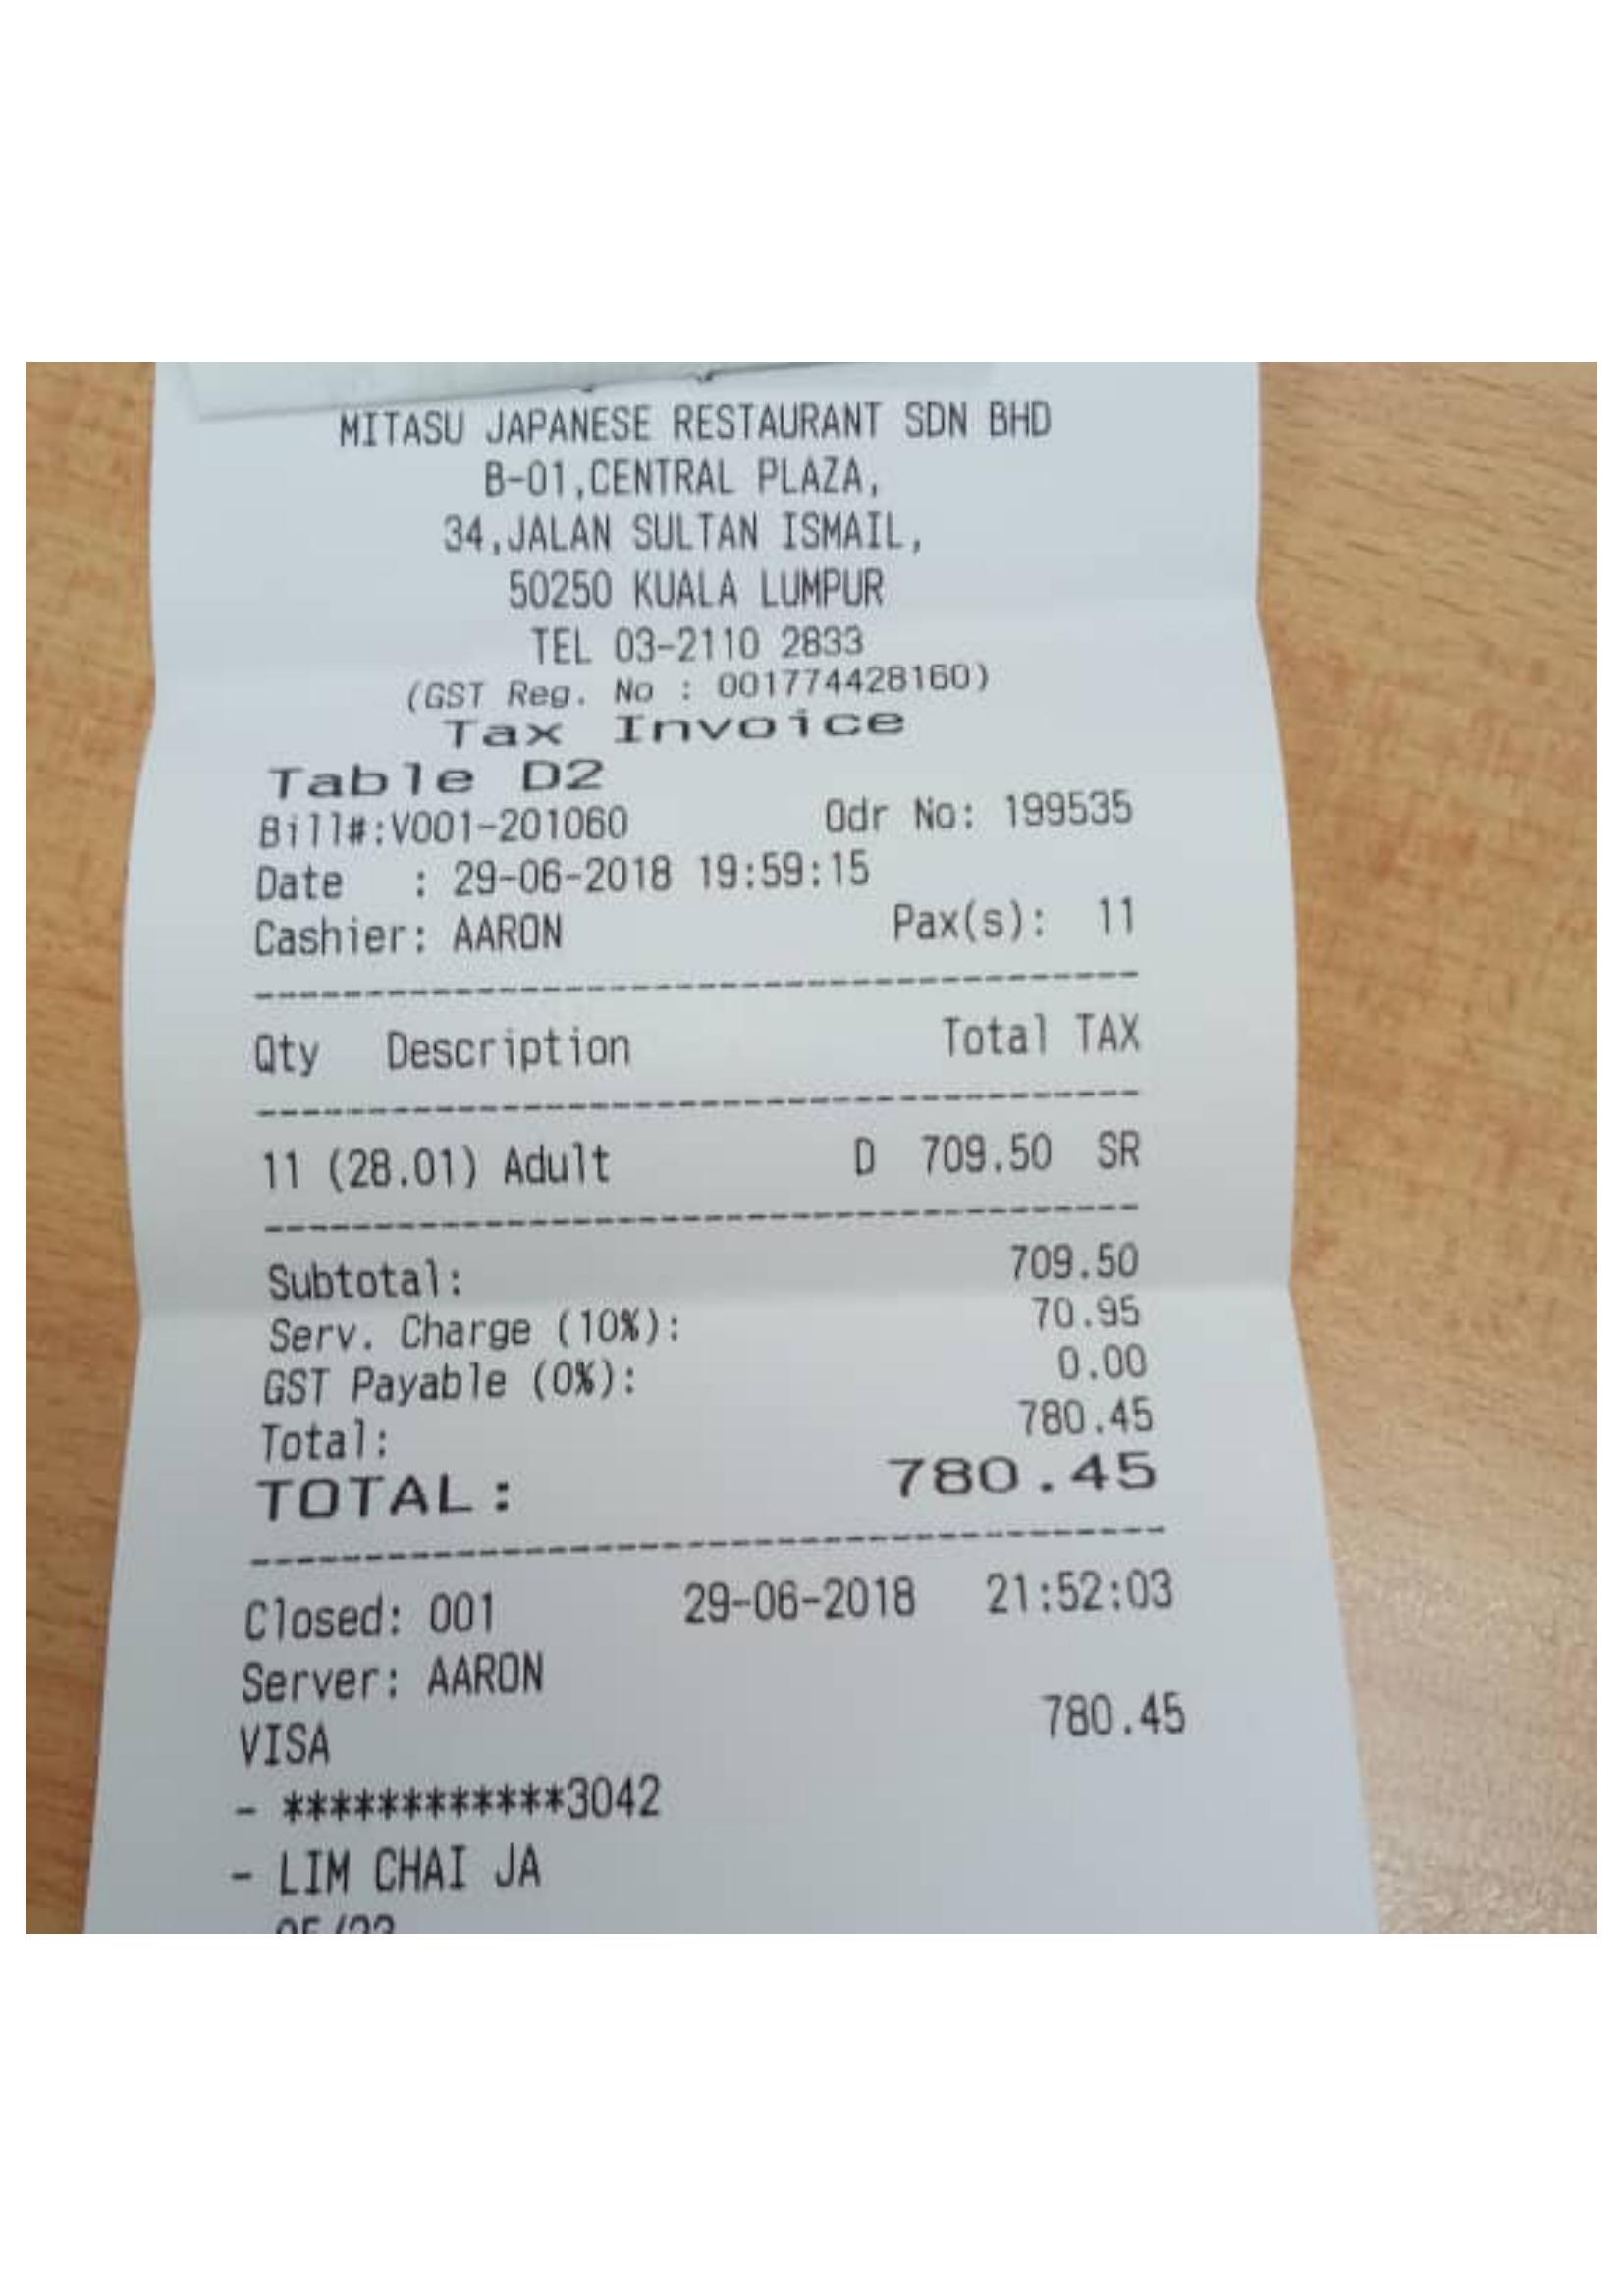 MITASU JAPANESE RESTAURANT SDN BHD
B-01,CENTRAL PLAZA,
34,JALAN SULTAN ISMAIL,
50250 KUALA LUMPUR
TEL 03-2110 2833
(GST Reg. No : 001774428160)
Tax Invoice
Table D2
Bill#:V001-201060 Odr No: 199535
Date : 29-06-2018 19:59:15
Cashier: AARON Pax(s): 11
Qty Description Total TAX
11 (28.01) Adult D 709.50 SR
Subtotal: 709.50
Serv. Charge (10%): 70.95
GST Payable (0%): 0.00
Total: 780.45
TOTAL: 780.45
Closed: 001 29-06-2018 21:52:03
Server: AARON
VISA 780.45
- ************3042
- LIM CHAI JA